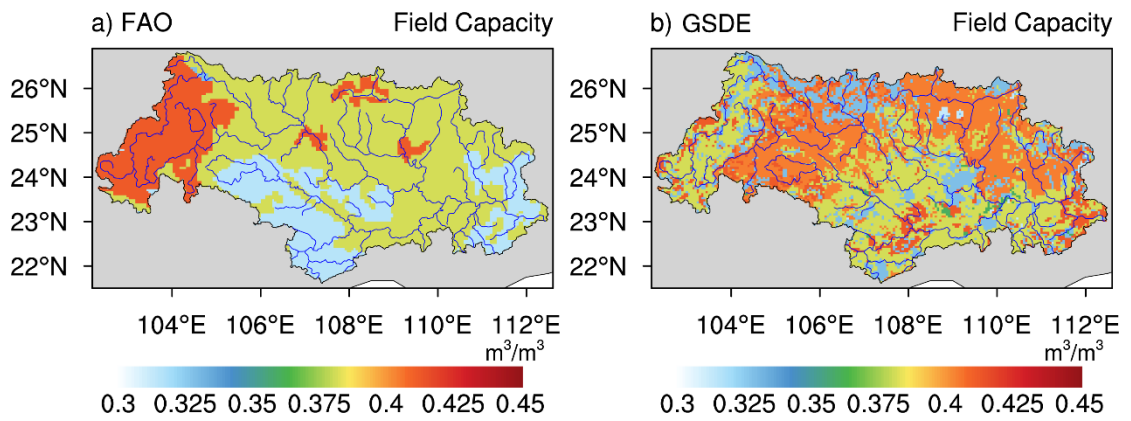 a) FAO Field Capacity
26°N
25°N
24°N
23°N
22°N
104°E 106°E 108°E 110°E 112°E
m³/m³
0.3 0.325 0.35 0.375 0.4 0.425 0.45
b) GSDE Field Capacity
26°N
25°N
24°N
23°N
22°N
104°E 106°E 108°E 110°E 112°E
m³/m³
0.3 0.325 0.35 0.375 0.4 0.425 0.45